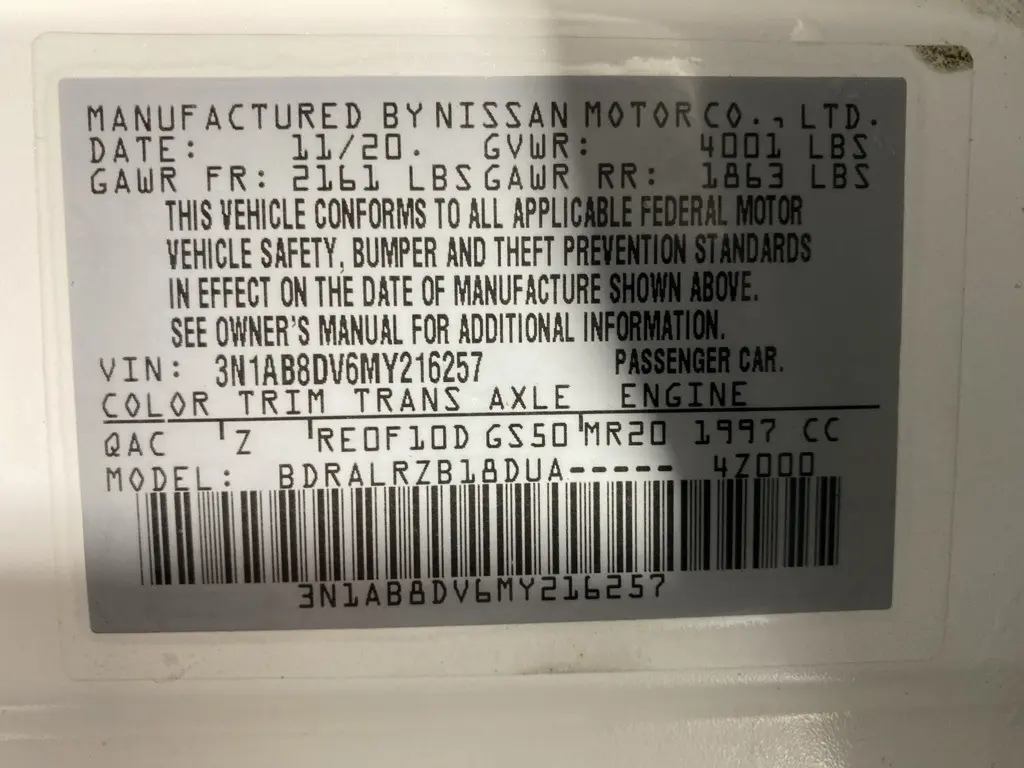 MANUFACTURED BY NISSAN MOTOR CO., LTD.
DATE: 11/20. GVWR: 4001 LBS
GAWR FR: 2161 LBS GAWR RR: 1863 LBS
THIS VEHICLE CONFORMS TO ALL APPLICABLE FEDERAL MOTOR
VEHICLE SAFETY, BUMPER AND THEFT PREVENTION STANDARDS
IN EFFECT ON THE DATE OF MANUFACTURE SHOWN ABOVE.
SEE OWNER'S MANUAL FOR ADDITIONAL INFORMATION.
VIN: 3N1AB8DV6MY216257 PASSENGER CAR.
COLOR TRIM TRANS AXLE ENGINE
QAC Z RE0F10D GS50 MR20 1997 CC
MODEL: BDRALRZB18DUA----- 4Z000
3N1AB8DV6MY216257